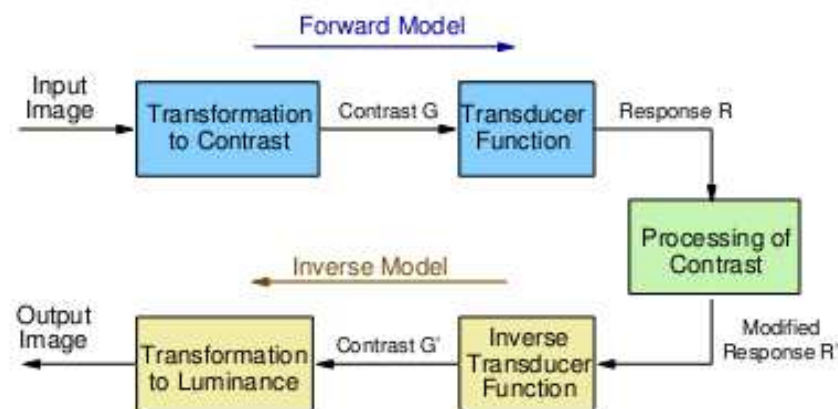 Forward Model
Input
Image
Transformation
to Contrast
Contrast G
Transducer
Function
Response R
Processing of
Contrast
Inverse Model
Output
Image
Transformation
to Luminance
Contrast G'
Inverse
Transducer
Function
Modified
Response R'